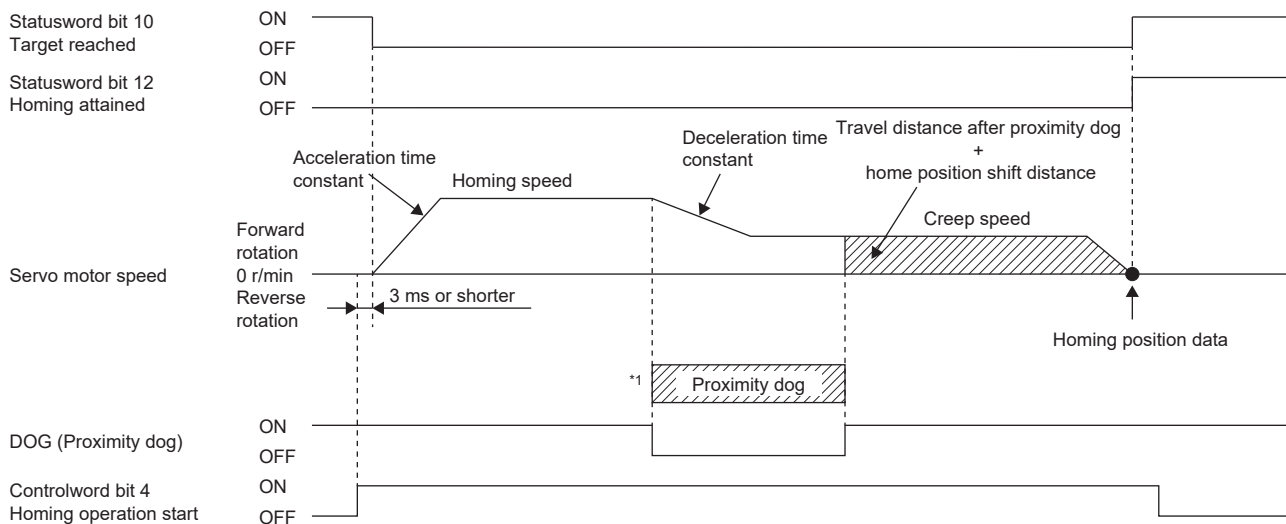 Statusword bit 10
Target reached
ON
OFF
Statusword bit 12
Homing attained
ON
OFF
Acceleration time
constant
Homing speed
Deceleration time
constant
Travel distance after proximity dog
+
home position shift distance
Creep speed
Servo motor speed
Forward
rotation
0 r/min
Reverse
rotation
3 ms or shorter
Homing position data
*1
Proximity dog
DOG (Proximity dog)
ON
OFF
Controlword bit 4
Homing operation start
ON
OFF